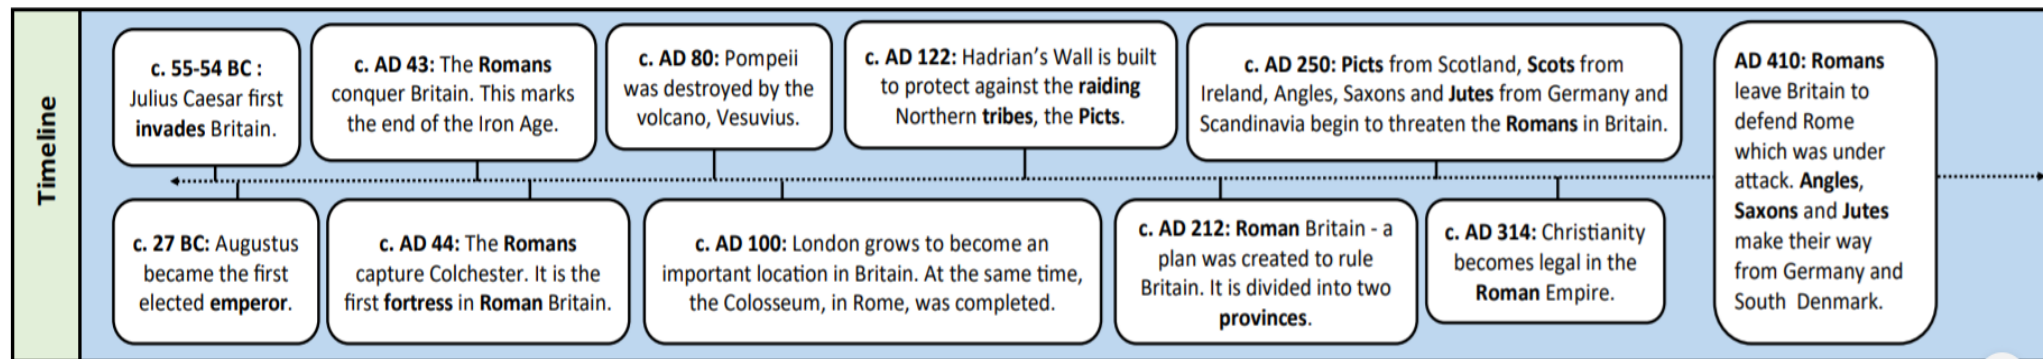 Timeline
c. 55-54 BC :
Julius Caesar first
invades Britain.
c. 27 BC: Augustus
became the first
elected emperor.
c. AD 43: The Romans
conquer Britain. This marks
the end of the Iron Age.
c. AD 44: The Romans
capture Colchester. It is the
first fortress in Roman Britain.
c. AD 80: Pompeii
was destroyed by the
volcano, Vesuvius.
c. AD 100: London grows to become an
important location in Britain. At the same time,
the Colosseum, in Rome, was completed.
c. AD 122: Hadrian’s Wall is built
to protect against the raiding
Northern tribes, the Picts.
c. AD 212: Roman Britain - a
plan was created to rule
Britain. It is divided into two
provinces.
c. AD 250: Picts from Scotland, Scots from
Ireland, Angles, Saxons and Jutes from Germany and
Scandinavia begin to threaten the Romans in Britain.
c. AD 314: Christianity
becomes legal in the
Roman Empire.
AD 410: Romans
leave Britain to
defend Rome
which was under
attack. Angles,
Saxons and Jutes
make their way
from Germany and
South Denmark.